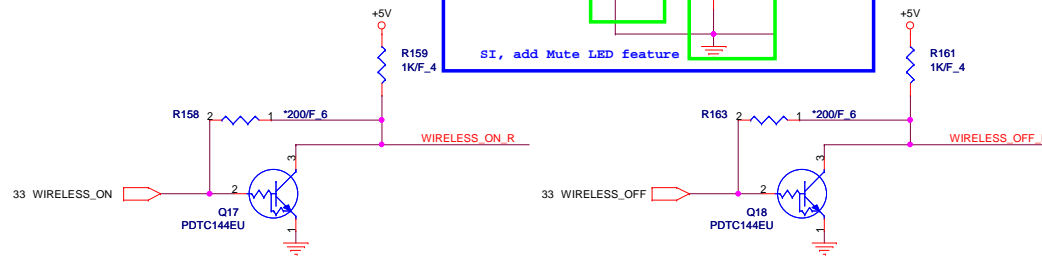 +5V
R159
1K/F_4
R158
2
1
*200/F_6
WIRELESS_ON_R
3
33 WIRELESS_ON
2
Q17
PDTC144EU
1
SI, add Mute LED feature
+5V
R161
1K/F_4
R163
2
1
*200/F_6
WIRELESS_OFF_
3
33 WIRELESS_OFF
2
Q18
PDTC144EU
1